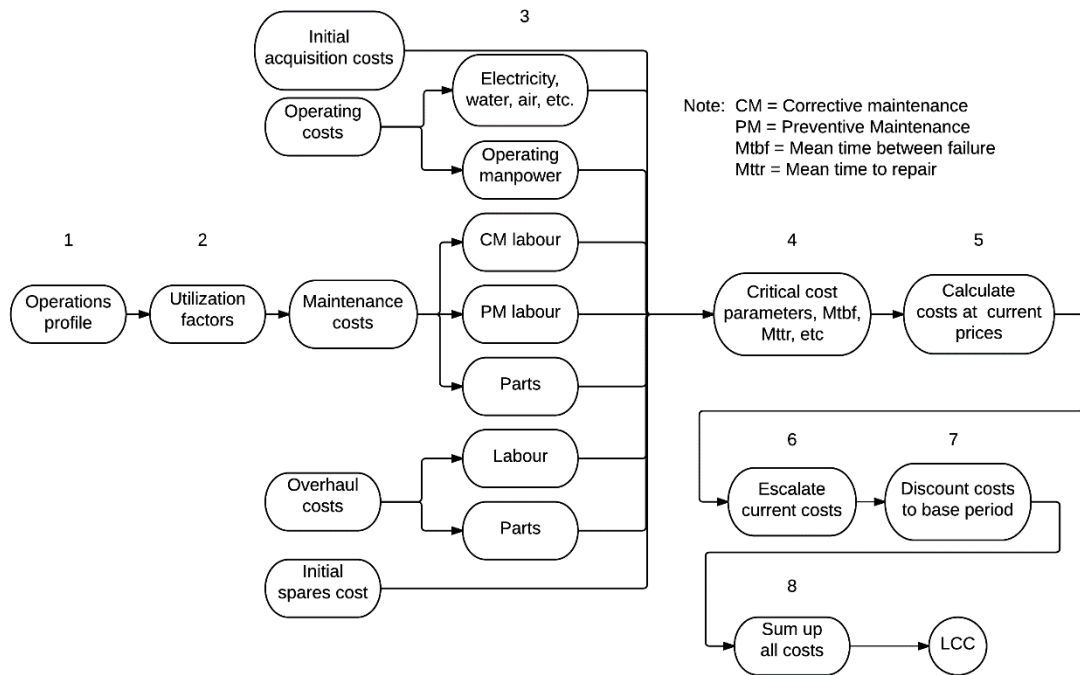 3
Initial
acquisition costs
Electricity,
water, air, etc.
Operating
costs
Operating
manpower
Note: CM = Corrective maintenance
PM = Preventive Maintenance
Mtbf = Mean time between failure
Mttr = Mean time to repair
1
2
CM labour
4
5
Operations
profile
Utilization
factors
Maintenance
costs
PM labour
Critical cost
parameters, Mtbf,
Mttr, etc
Calculate
costs at current
prices
Parts
Overhaul
costs
Labour
Parts
6
7
Escalate
current costs
Discount costs
to base period
Initial
spares cost
8
Sum up
all costs
LCC